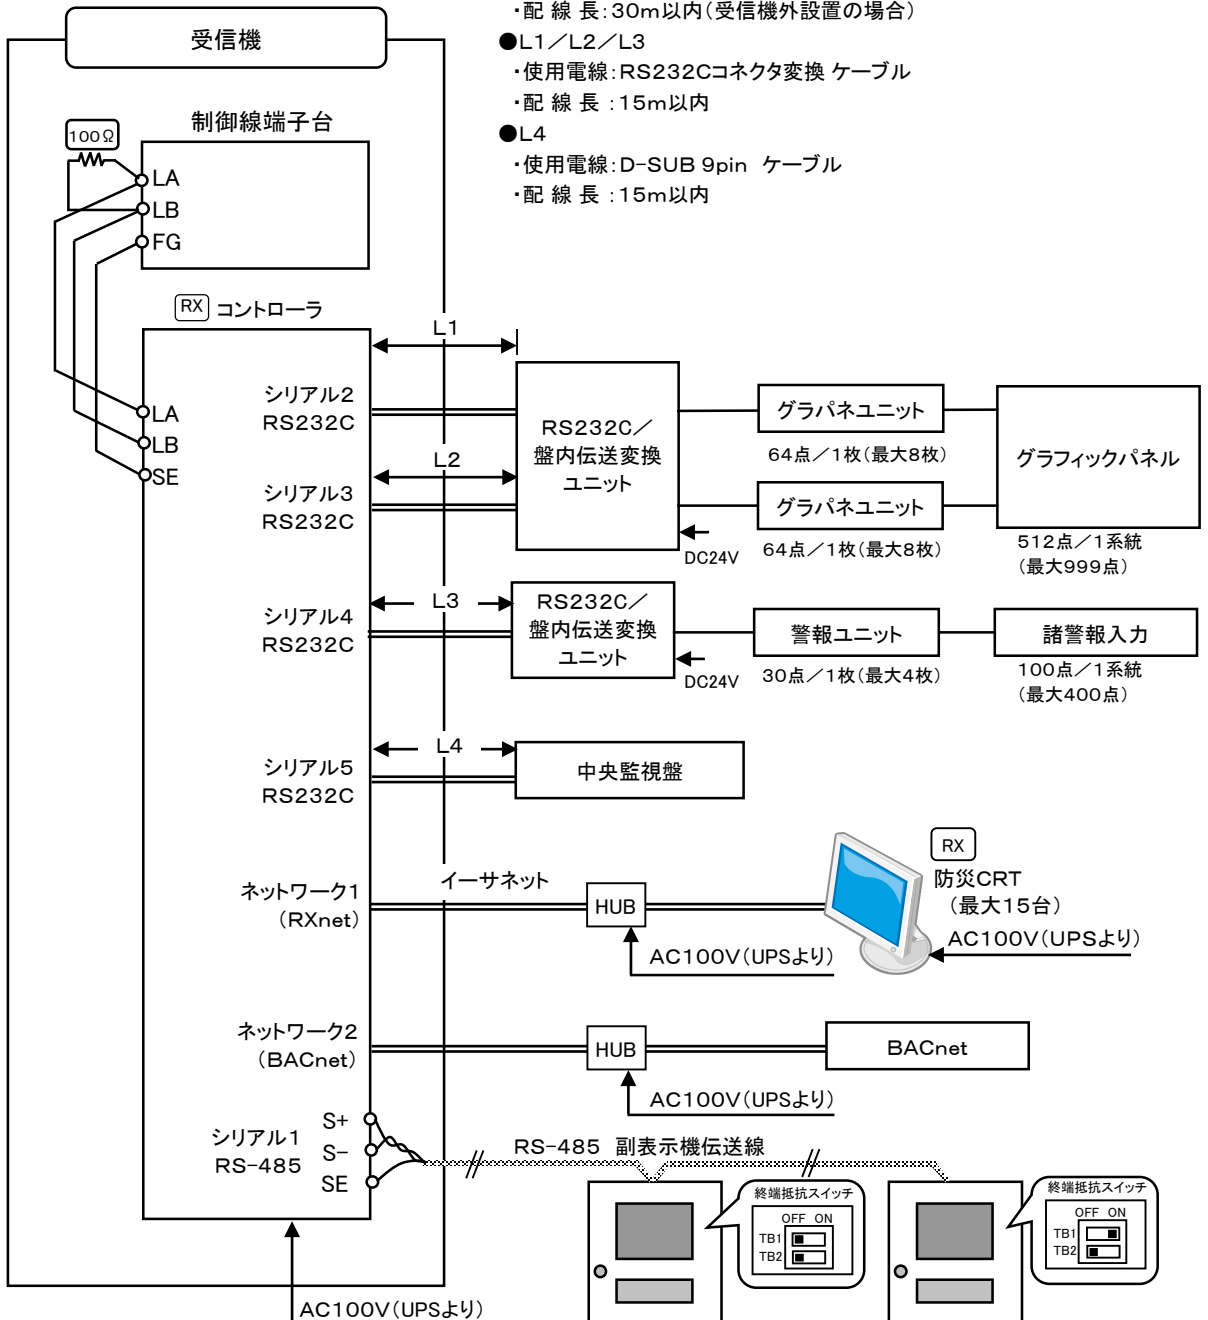 ・配 線 長：30m以内（受信機外設置の場合）
●L1／L2／L3
・使用電線：RS232Cコネクタ変換 ケーブル
・配 線 長 ：15m以内
●L4
・使用電線：D-SUB 9pin ケーブル
・配 線 長 ：15m以内
受信機
制御線端子台
100Ω
LA
LB
FG
RX コントローラ
LA
LB
SE
L1
シリアル2
RS232C
L2
シリアル3
RS232C
RS232C／
盤内伝送変換
ユニット
DC24V
グラパネユニット
64点／1枚（最大8枚）
グラパネユニット
64点／1枚（最大8枚）
グラフィックパネル
512点／1系統
（最大999点）
L3
シリアル4
RS232C
RS232C／
盤内伝送変換
ユニット
DC24V
警報ユニット
30点／1枚（最大4枚）
諸警報入力
100点／1系統
（最大400点）
L4
シリアル5
RS232C
中央監視盤
ネットワーク1
（RXnet）
イーサネット
HUB
AC100V（UPSより）
RX
防災CRT
（最大15台）
AC100V（UPSより）
ネットワーク2
（BACnet）
HUB
AC100V（UPSより）
BACnet
シリアル1
RS-485
S+
S-
SE
RS-485 副表示機伝送線
終端抵抗スイッチ
OFF ON
TB1
TB2
終端抵抗スイッチ
OFF ON
TB1
TB2
AC100V（UPSより）